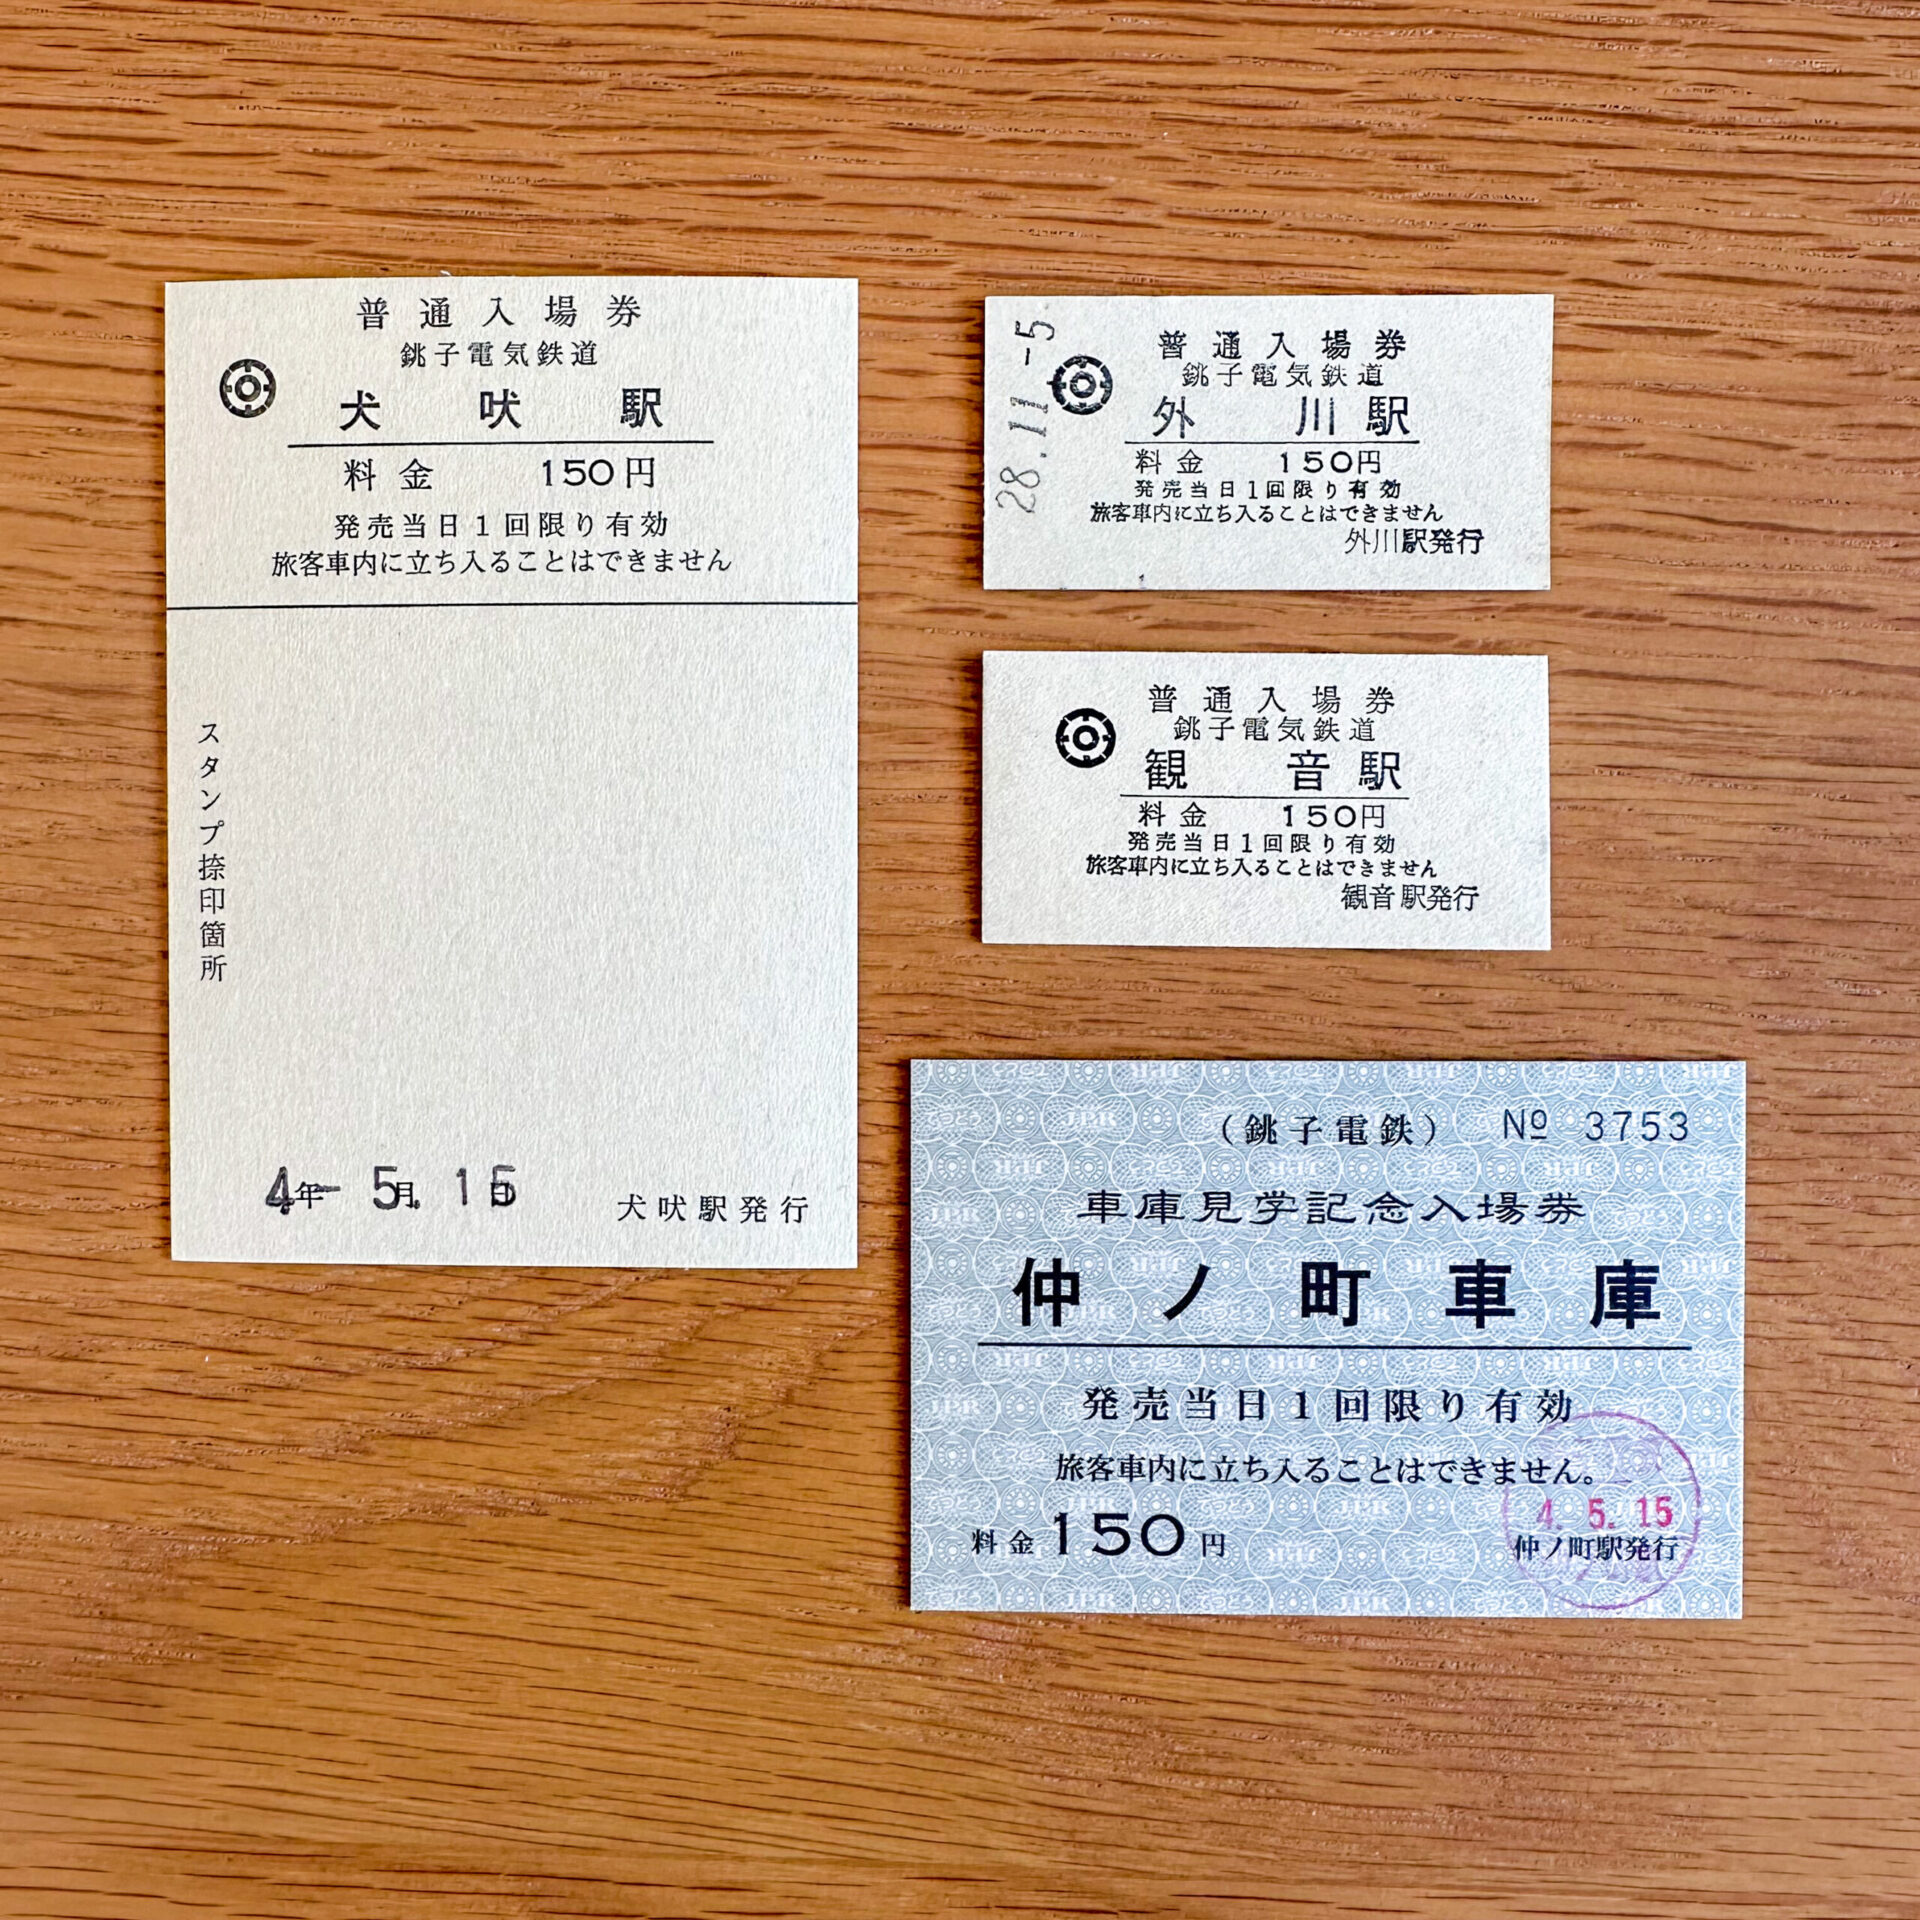 普通入場券
銚子電気鉄道
犬吠駅
料金 150円
発売当日1回限り有効
旅客車内に立ち入ることはできません
スタンプ捺印箇所
4.年- 5月. 15日
犬吠駅発行
28.11.-5
普通入場券
銚子電気鉄道
外川駅
料金 150円
発売当日1回限り有効
旅客車内に立ち入ることはできません
外川駅発行
普通入場券
銚子電気鉄道
観音駅
料金 150円
発売当日1回限り有効
旅客車内に立ち入ることはできません
観音駅発行
(銚子電鉄) № 3753
車庫見学記念入場券
仲ノ町車庫
発売当日1回限り有効
旅客車内に立ち入ることはできません。
料金150円
4. 5. 15
仲ノ町駅発行